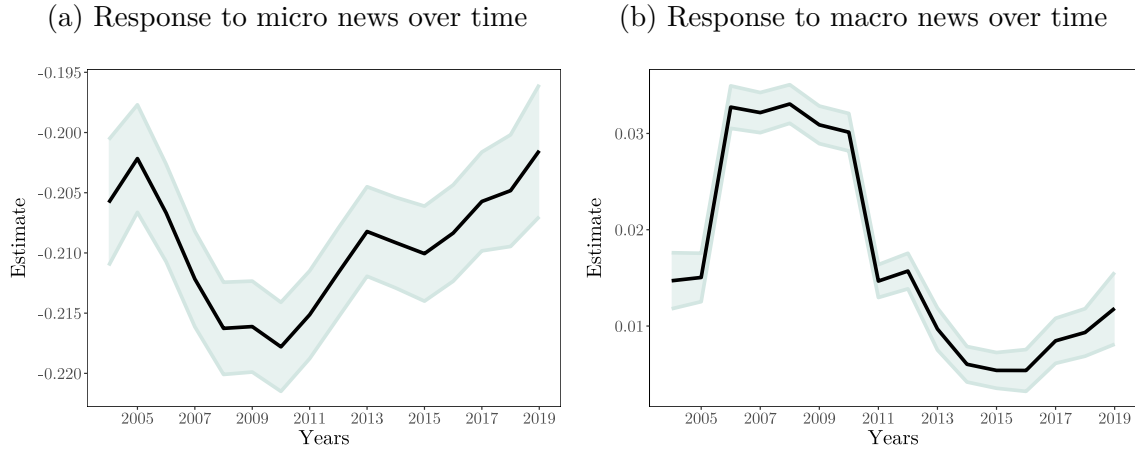 (a) Response to micro news over time
-0.195
-0.200
-0.205
-0.210
-0.215
-0.220
Estimate
2005 2007 2009 2011 2013 2015 2017 2019
Years
(b) Response to macro news over time
0.03
0.02
0.01
Estimate
2005 2007 2009 2011 2013 2015 2017 2019
Years